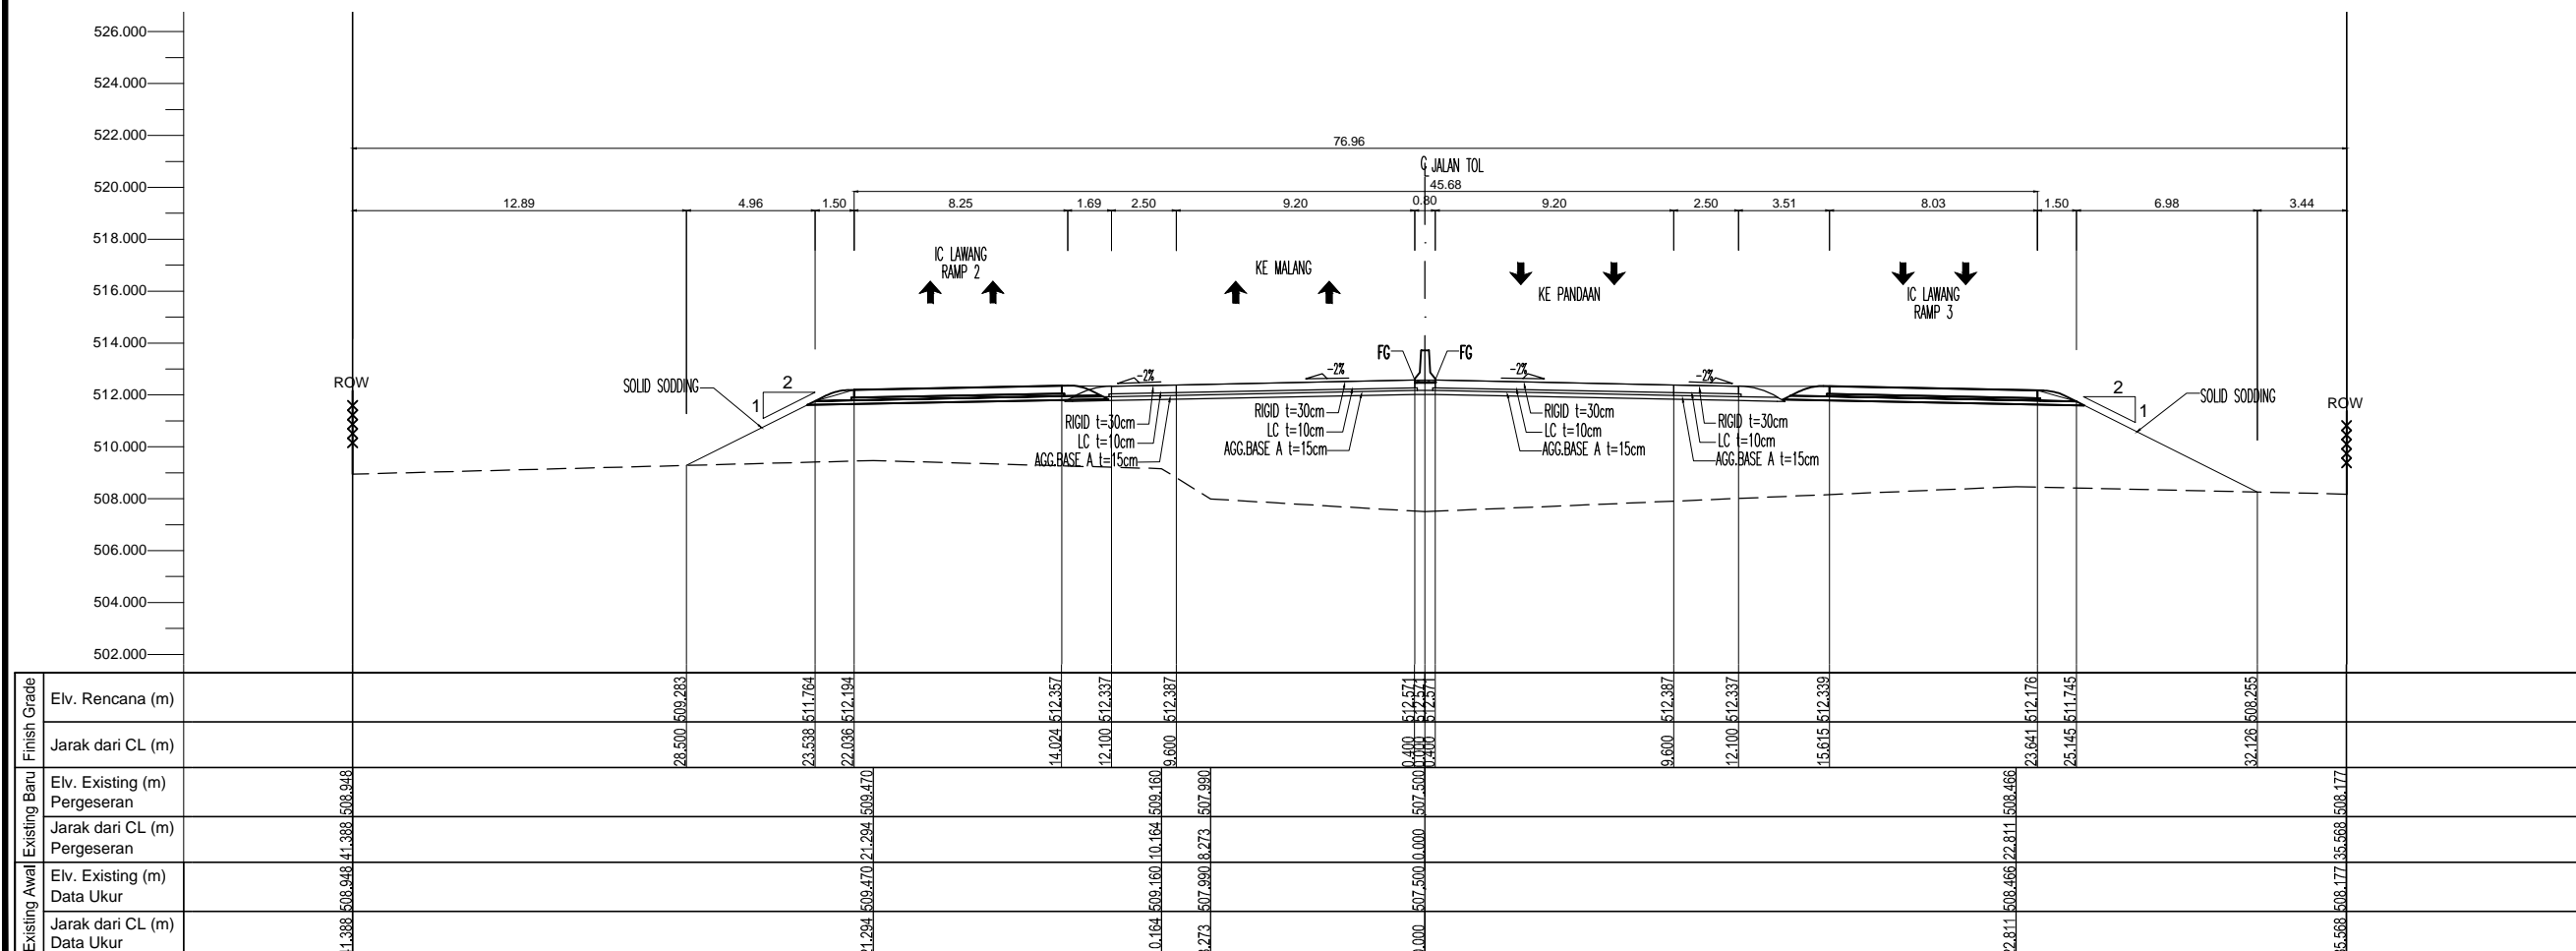 526.000
524.000
522.000
76.96
℄ JALAN TOL
520.000
45.68
12.89 4.96 1.50 8.25 1.69 2.50 9.20 0.80 9.20 2.50 3.51 8.03 1.50 6.98 3.44
518.000
IC LAWANG
RAMP 2
KE MALANG
516.000
KE PANDAAN
IC LAWANG
RAMP 3
514.000
FG FG
ROW
SOLID SODDING
2
1
-2%
-2%
-2%
-2%
2
1
SOLID SODDING
ROW
512.000
RIGID t=30cm
LC t=10cm
AGG.BASE A t=15cm
RIGID t=30cm
LC t=10cm
AGG.BASE A t=15cm
RIGID t=30cm
LC t=10cm
AGG.BASE A t=15cm
RIGID t=30cm
LC t=10cm
AGG.BASE A t=15cm
510.000
508.000
506.000
504.000
502.000
Finish Grade
Elv. Rencana (m)
509.283 511.764 512.194 512.357 512.337 512.387 512.571 512.571 512.571 512.387 512.337 512.339 512.176 511.745 508.255
Jarak dari CL (m)
28.500 23.538 22.036 14.024 12.100 9.600 0.400 0.000 0.400 9.600 12.100 15.615 23.641 25.145 32.126
Existing Baru
Elv. Existing (m)
Pergeseran
508.948 509.470 509.160 507.990 507.500 508.466 508.177
Jarak dari CL (m)
Pergeseran
41.388 21.294 10.164 8.273 0.000 22.811 35.568
Existing Awal
Elv. Existing (m)
Data Ukur
508.948 509.470 509.160 507.990 507.500 508.466 508.177
Jarak dari CL (m)
Data Ukur